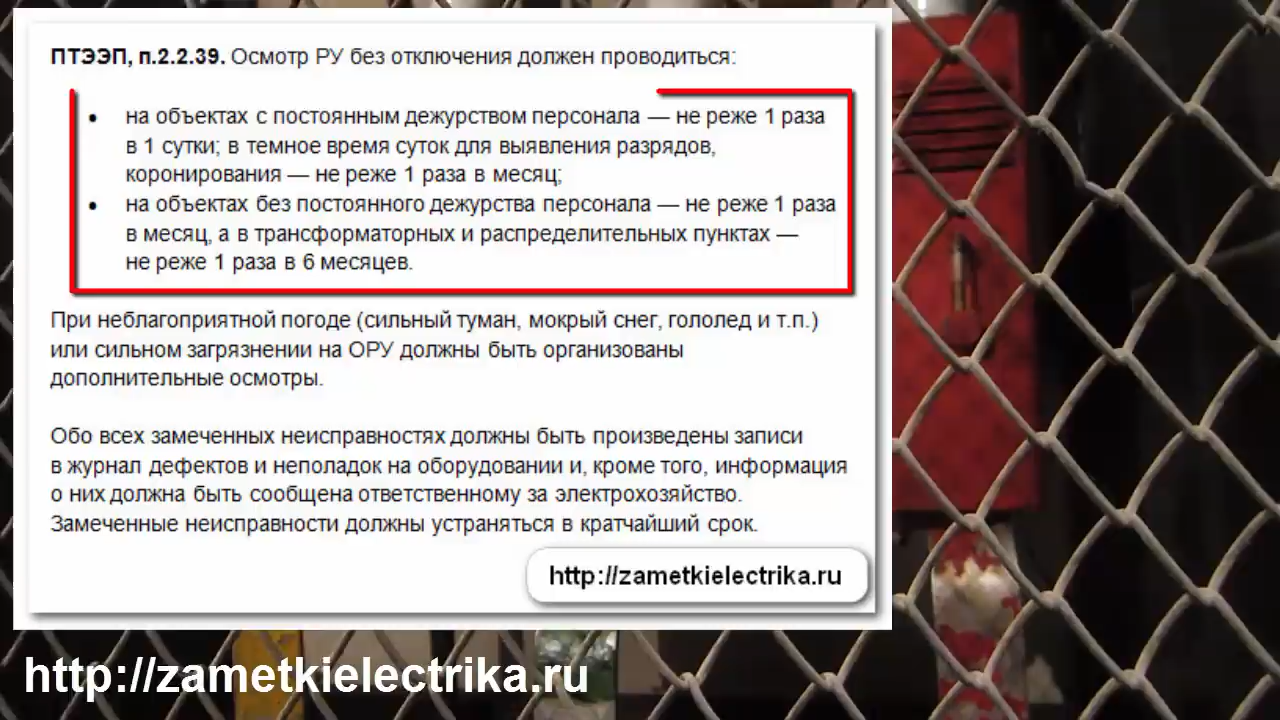 ПТЭЭП, п.2.2.39. Осмотр РУ без отключения должен проводиться:
• на объектах с постоянным дежурством персонала — не реже 1 раза
в 1 сутки; в темное время суток для выявления разрядов,
коронирования — не реже 1 раза в месяц;
• на объектах без постоянного дежурства персонала — не реже 1 раза
в месяц, а в трансформаторных и распределительных пунктах —
не реже 1 раза в 6 месяцев.
При неблагоприятной погоде (сильный туман, мокрый снег, гололед и т.п.)
или сильном загрязнении на ОРУ должны быть организованы
дополнительные осмотры.
Обо всех замеченных неисправностях должны быть произведены записи
в журнал дефектов и неполадок на оборудовании и, кроме того, информация
о них должна быть сообщена ответственному за электрохозяйство.
Замеченные неисправности должны устраняться в кратчайший срок.
http://zametkielectrika.ru
http://zametkielectrika.ru